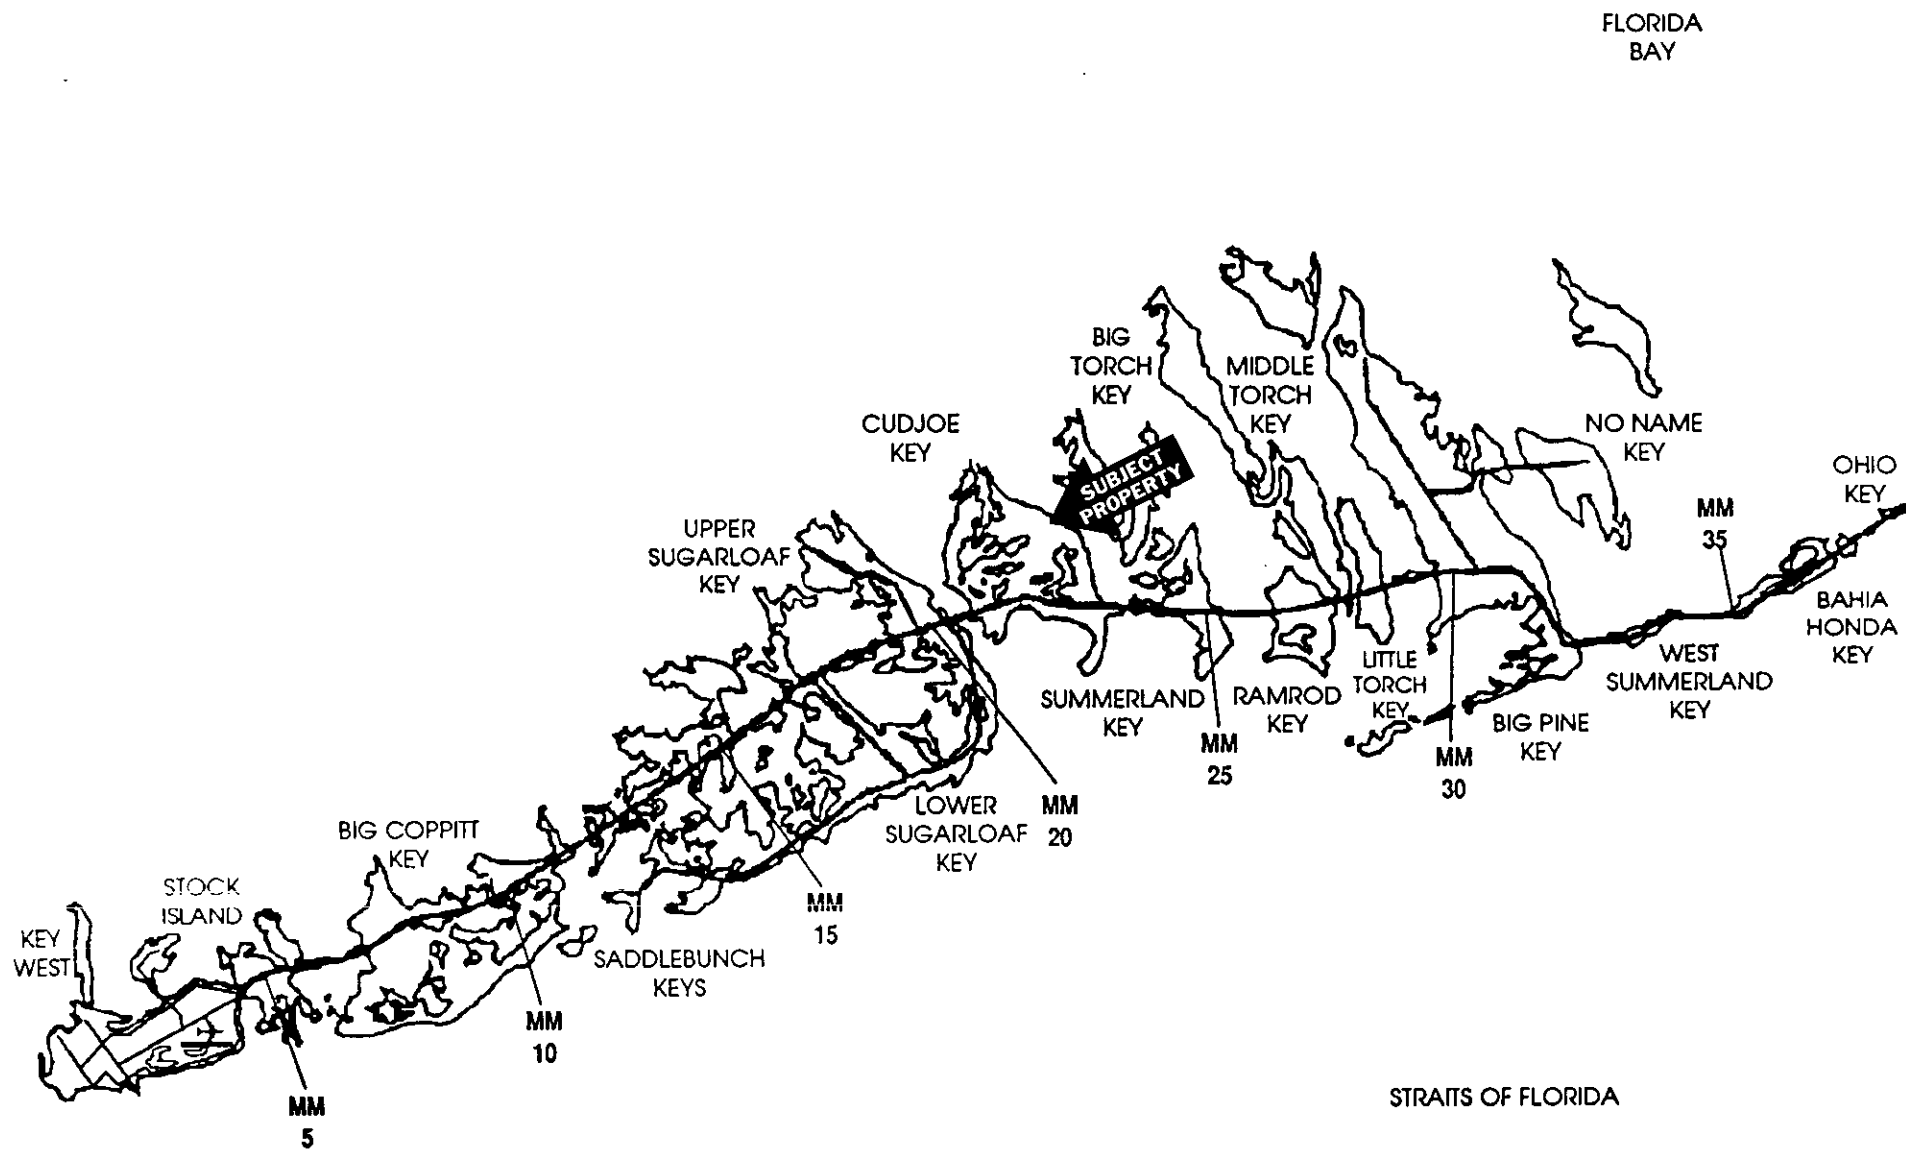 FLORIDA
BAY
BIG
TORCH
KEY
MIDDLE
TORCH
KEY
CUDJOE
KEY
NO NAME
KEY
SUBJECT
PROPERTY
OHIO
KEY
MM
35
UPPER
SUGARLOAF
KEY
BAHIA
HONDA
KEY
WEST
SUMMERLAND
KEY
LITTLE
TORCH
KEY
SUMMERLAND
KEY
RAMROD
KEY
BIG PINE
KEY
MM
25
MM
30
LOWER
SUGARLOAF
KEY
MM
20
BIG COPPITT
KEY
STOCK
ISLAND
MM
15
KEY
WEST
SADDLEBUNCH
KEYS
MM
10
MM
5
STRAITS OF FLORIDA